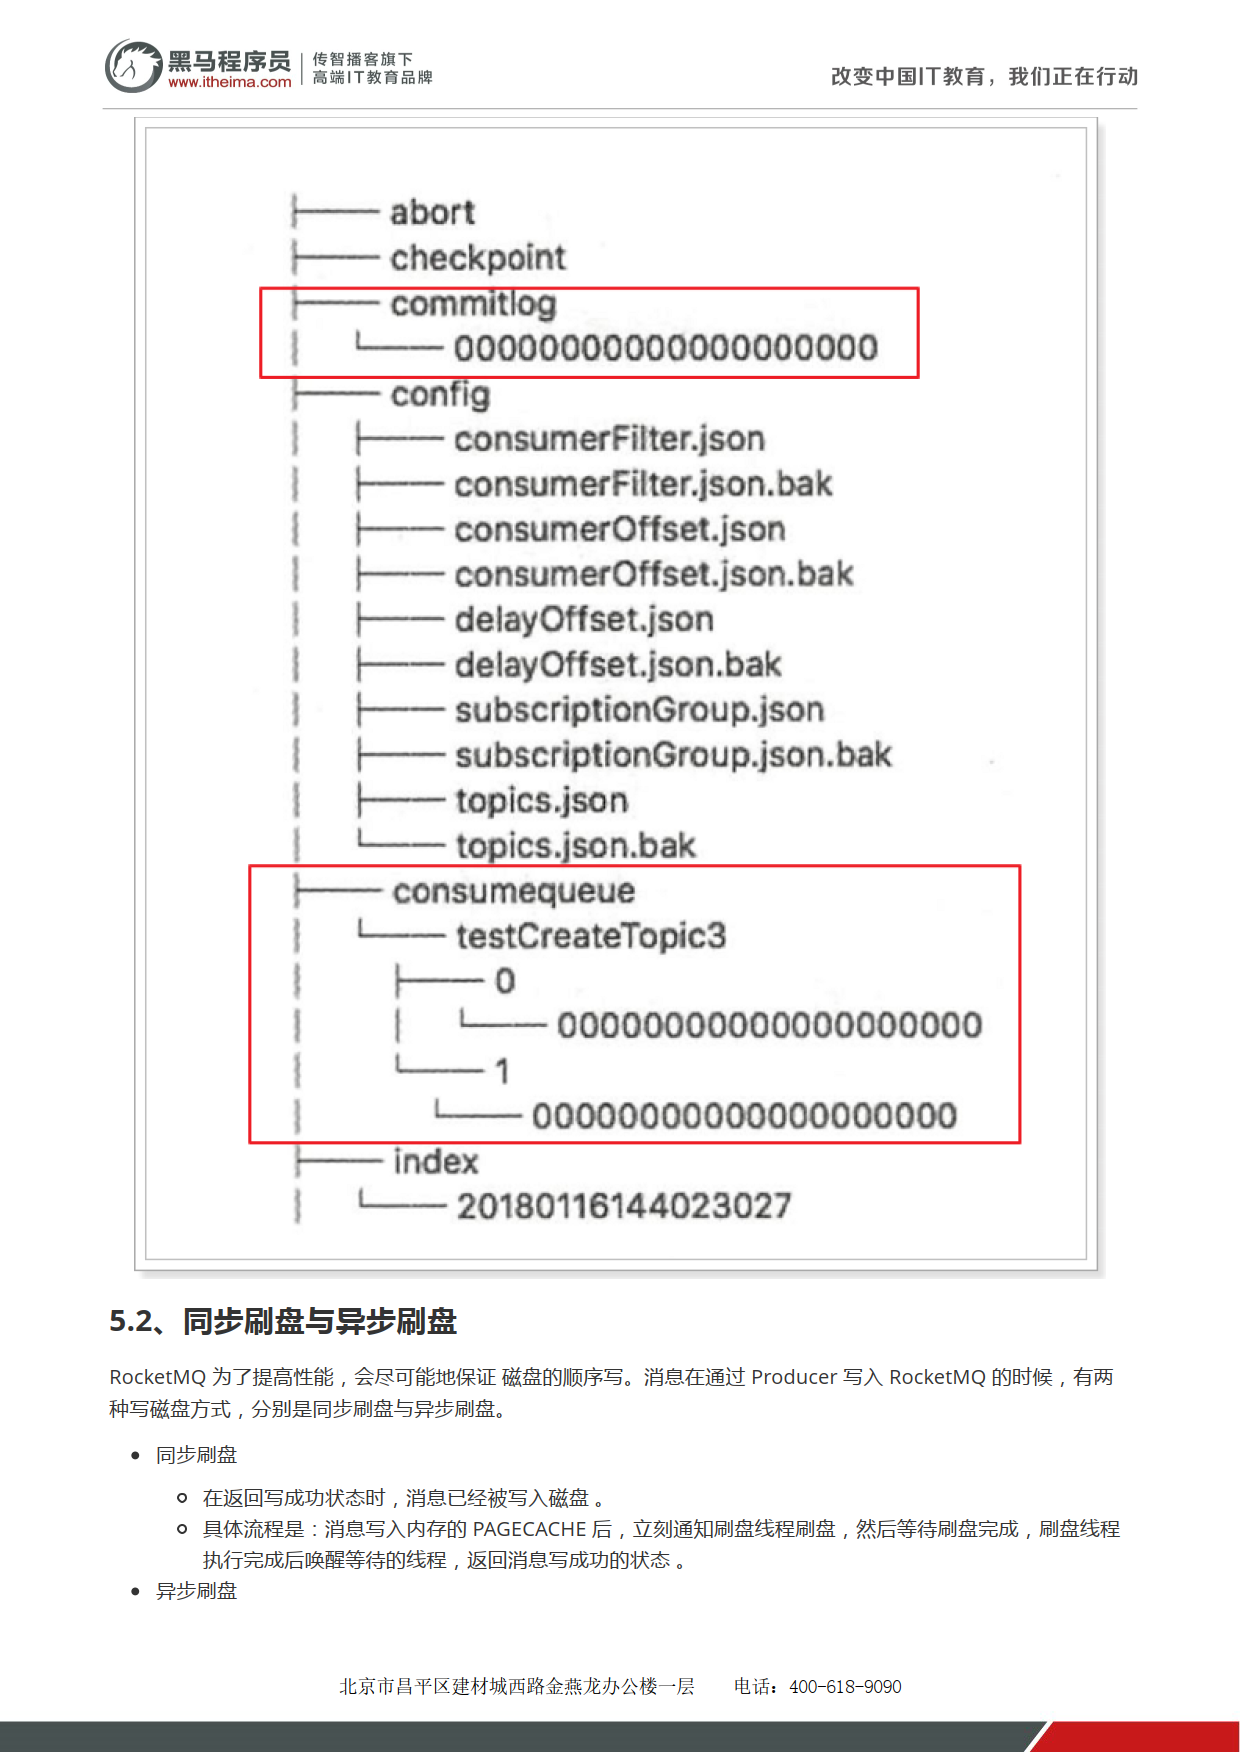 黑马程序员
www.itheima.com
传智播客旗下
高端IT教育品牌
改变中国IT教育，我们正在行动
abort
checkpoint
commitlog
00000000000000000000
config
consumerFilter.json
consumerFilter.json.bak
consumerOffset.json
consumerOffset.json.bak
delayOffset.json
delayOffset.json.bak
subscriptionGroup.json
subscriptionGroup.json.bak
topics.json
topics.json.bak
consumequeue
testCreateTopic3
0
00000000000000000000
1
00000000000000000000
index
20180116144023027
5.2、同步刷盘与异步刷盘
RocketMQ 为了提高性能，会尽可能地保证 磁盘的顺序写。消息在通过 Producer 写入 RocketMQ 的时候，有两
种写磁盘方式，分别是同步刷盘与异步刷盘。
同步刷盘
在返回写成功状态时，消息已经被写入磁盘 。
具体流程是：消息写入内存的 PAGECACHE 后，立刻通知刷盘线程刷盘，然后等待刷盘完成，刷盘线程
执行完成后唤醒等待的线程，返回消息写成功的状态 。
异步刷盘
北京市昌平区建材城西路金燕龙办公楼一层 电话：400-618-9090